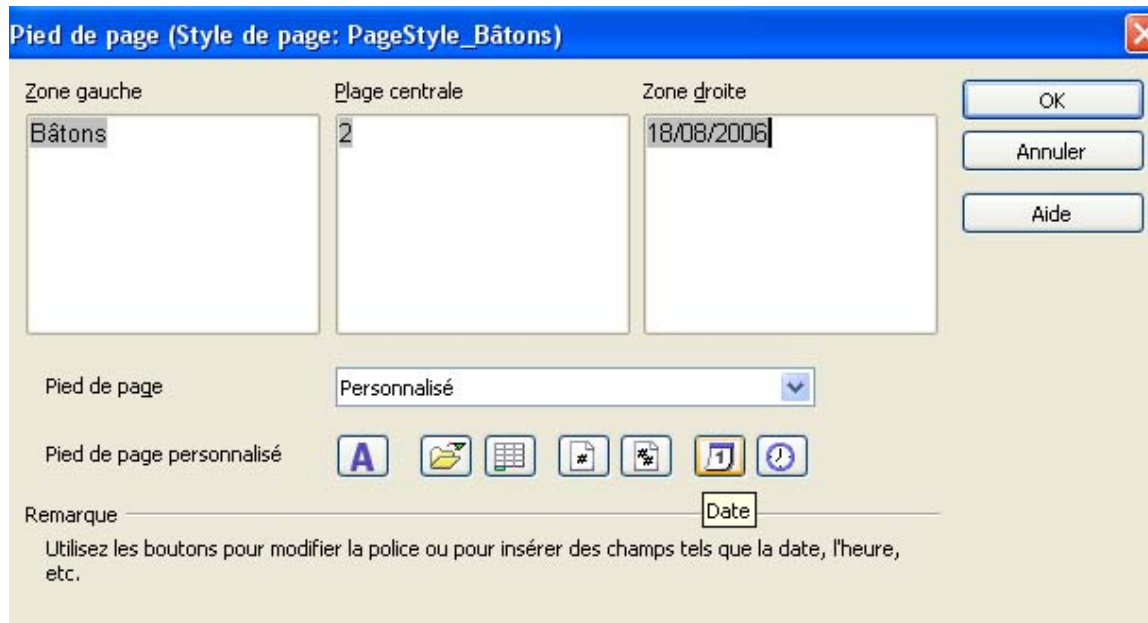 Pied de page (Style de page: PageStyle_Bâtons)
Zone gauche
Plage centrale
Zone droite
Bâtons
2
18/08/2006
OK
Annuler
Aide
Pied de page
Personnalisé
Pied de page personnalisé
A
#
1
Date
Remarque
Utilisez les boutons pour modifier la police ou pour insérer des champs tels que la date, l'heure,
etc.